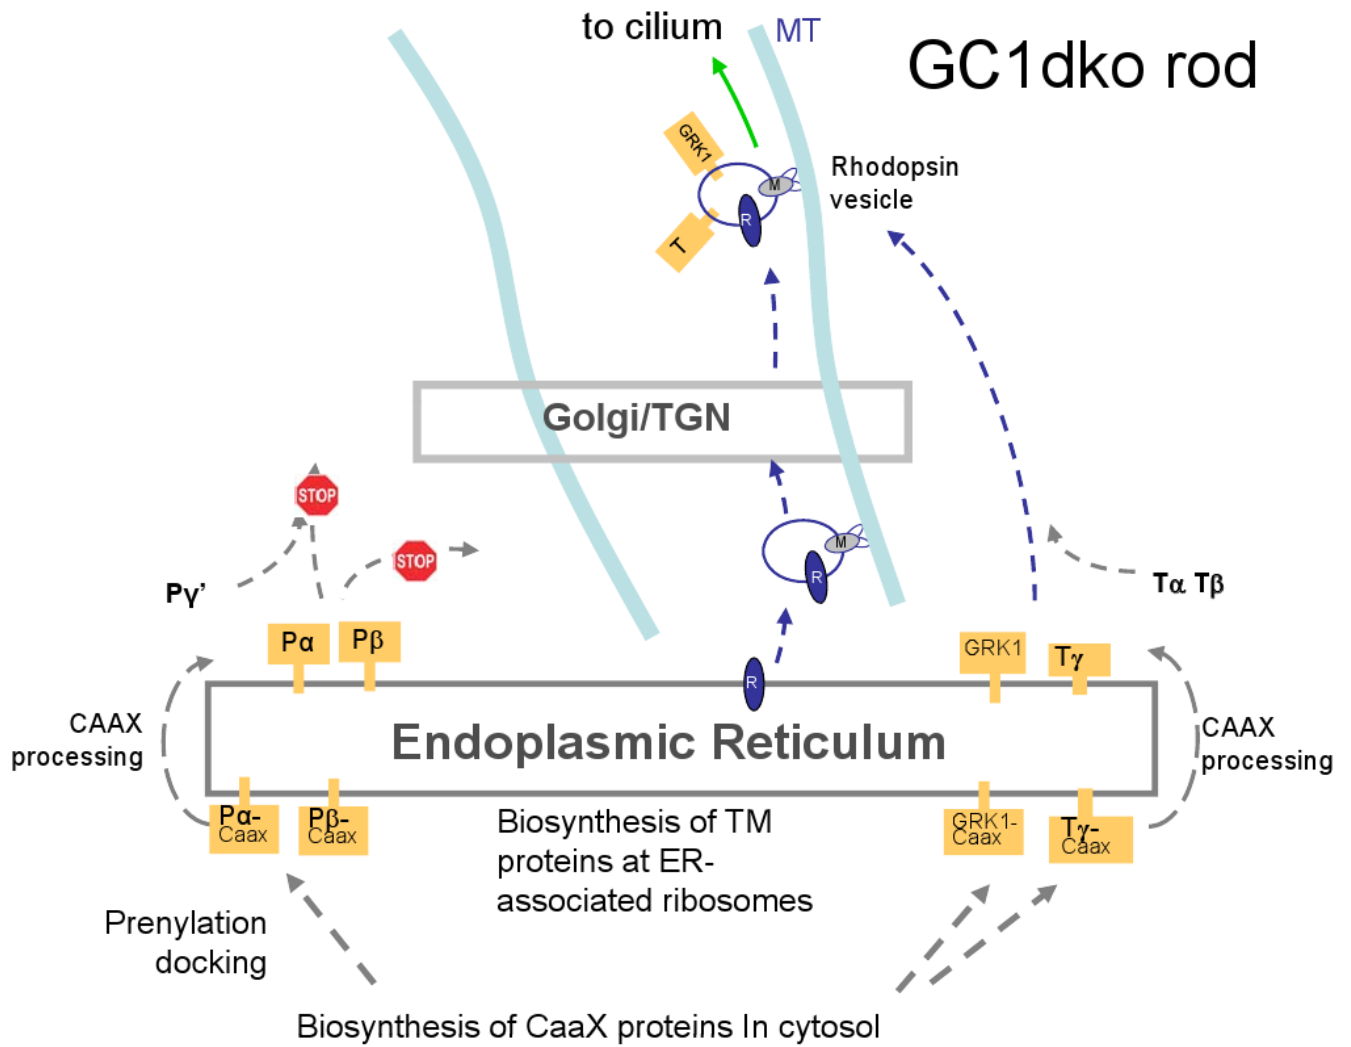 to cilium
MT
GC1dko rod
GRK1
M
R
T
Rhodopsin
vesicle
Golgi/TGN
STOP
STOP
M
R
Pγ’
Tα Tβ
Pα
Pβ
R
GRK1
Tγ
CAAX
processing
Endoplasmic Reticulum
CAAX
processing
Pα-
Caax
Pβ-
Caax
GRK1-
Caax
Tγ-
Caax
Biosynthesis of TM
proteins at ER-
associated ribosomes
Prenylation
docking
Biosynthesis of CaaX proteins In cytosol